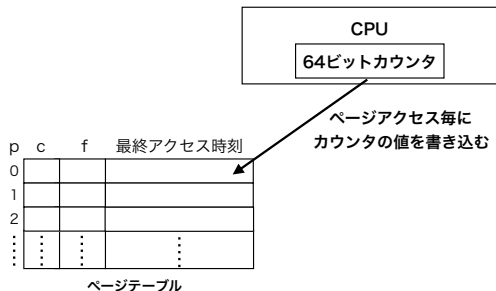 CPU
64ビットカウンタ
ページアクセス毎に
カウンタの値を書き込む
p c f 最終アクセス時刻
0
1
2
ページテーブル